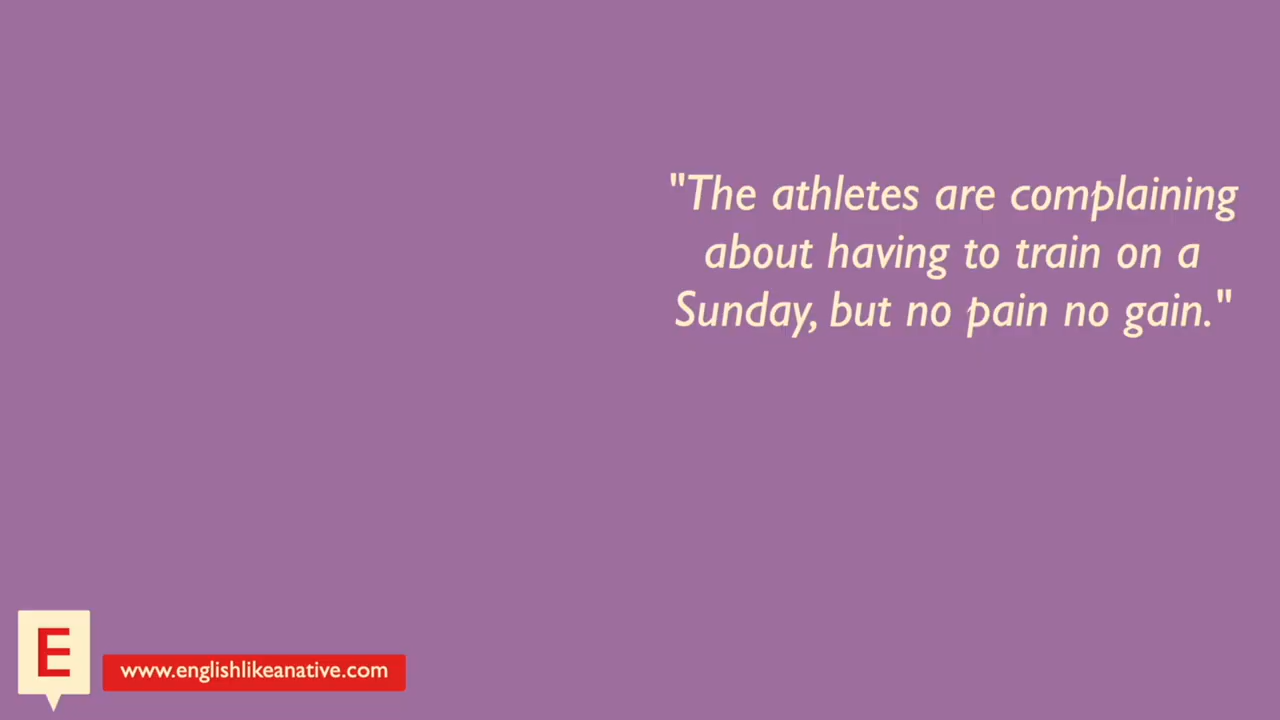 "The athletes are complaining
about having to train on a
Sunday, but no pain no gain."
E
www.englishlikeanative.com